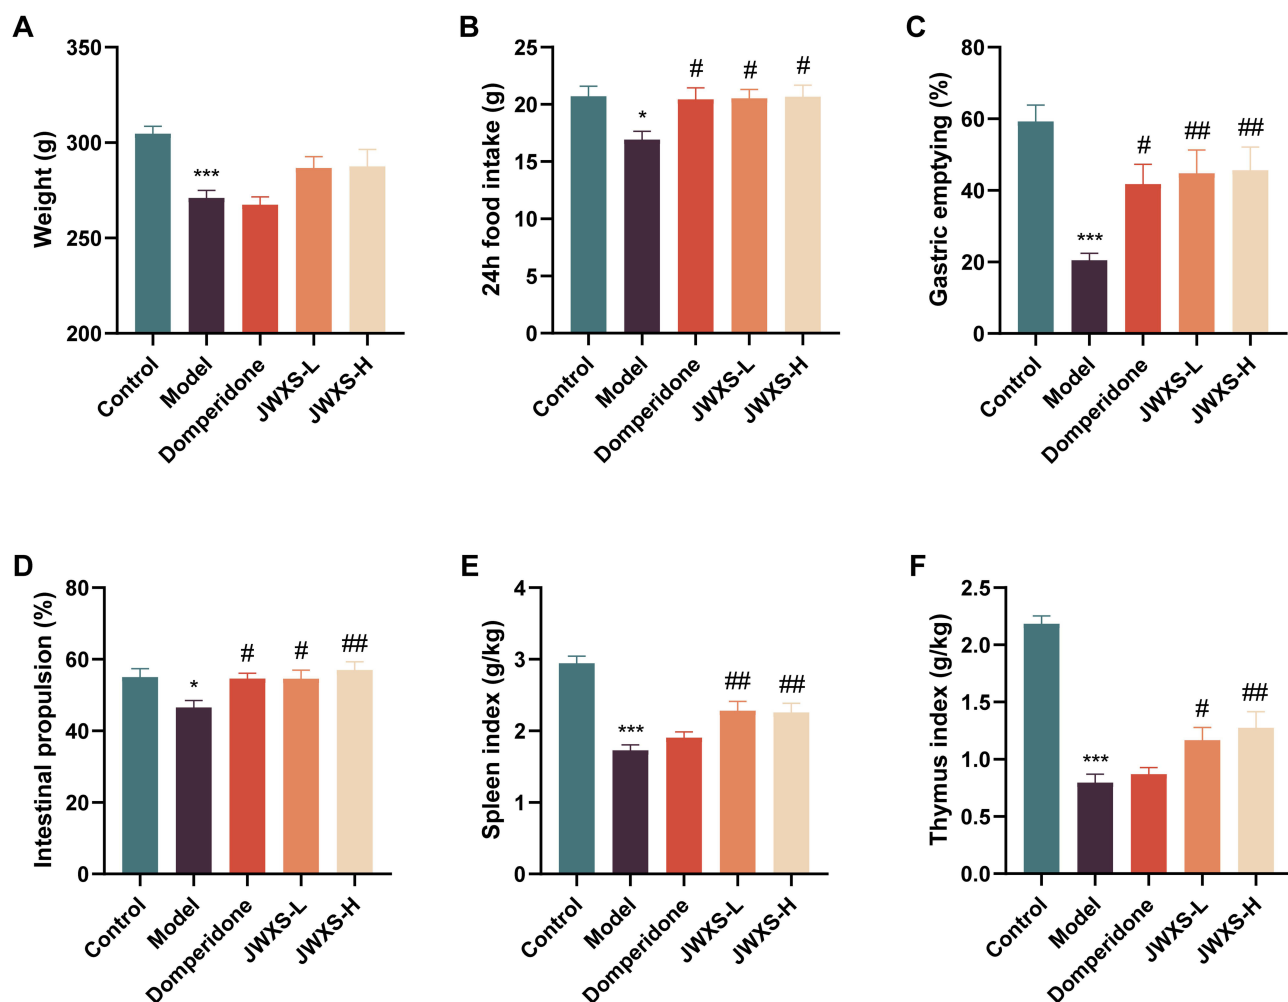 A
Weight (g)
350
300
250
200
***
Control
Model
Domperidone
JWXS-L
JWXS-H
B
24h food intake (g)
25
20
15
10
5
0
*
#
#
#
Control
Model
Domperidone
JWXS-L
JWXS-H
C
Gastric emptying (%)
80
60
40
20
0
***
#
##
##
Control
Model
Domperidone
JWXS-L
JWXS-H
D
Intestinal propulsion (%)
80
60
40
20
0
*
#
#
##
Control
Model
Domperidone
JWXS-L
JWXS-H
E
Spleen index (g/kg)
4
3
2
1
0
***
##
##
Control
Model
Domperidone
JWXS-L
JWXS-H
F
Thymus index (g/kg)
2.5
2.0
1.5
1.0
0.5
0.0
***
#
##
Control
Model
Domperidone
JWXS-L
JWXS-H